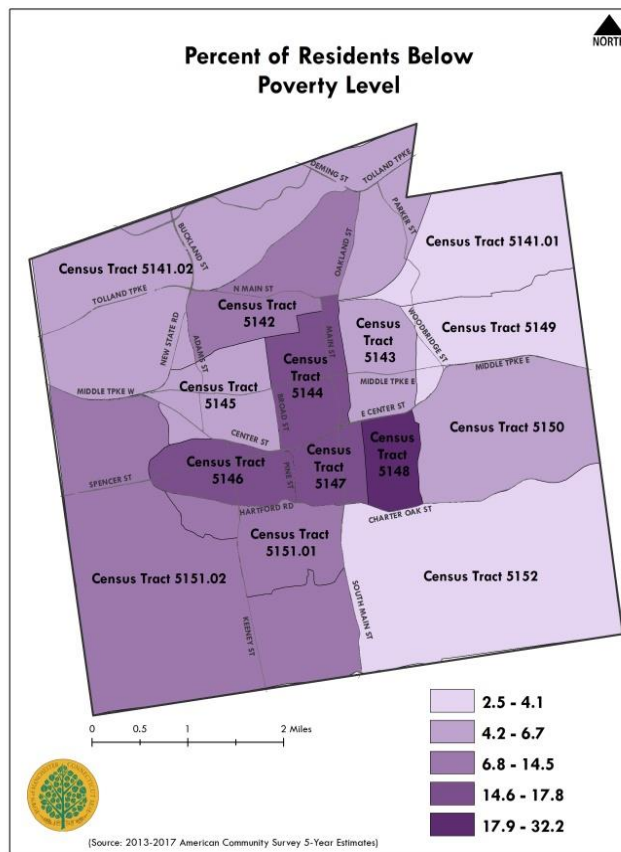 NORTH
Percent of Residents Below
Poverty Level
DEMING ST
TOLLAND TPKE
BUCKLAND ST
PARKER ST
OAKLAND ST
Census Tract 5141.01
Census Tract 5141.02
TOLLAND TPKE
N MAIN ST
Census Tract
5142
NEW STATE RD
ADAMS ST
MAIN ST
WOODBRIDGE ST
Census Tract 5149
Census
Tract
5143
Census
Tract
5144
MIDDLE TPKE W
MIDDLE TPKE E
MIDDLE TPKE E
Census Tract
5145
BROAD ST
E CENTER ST
CENTER ST
Census Tract 5150
Census
Tract
5148
Census Tract
5146
Census
Tract
5147
PINE ST
SPENCER ST
HARTFORD RD
CHARTER OAK ST
Census Tract
5151.01
Census Tract 5151.02
Census Tract 5152
KEENEY ST
SOUTH MAIN ST
0 0.5 1 2 Miles
2.5 - 4.1
4.2 - 6.7
6.8 - 14.5
14.6 - 17.8
17.9 - 32.2
(Source: 2013-2017 American Community Survey 5-Year Estimates)